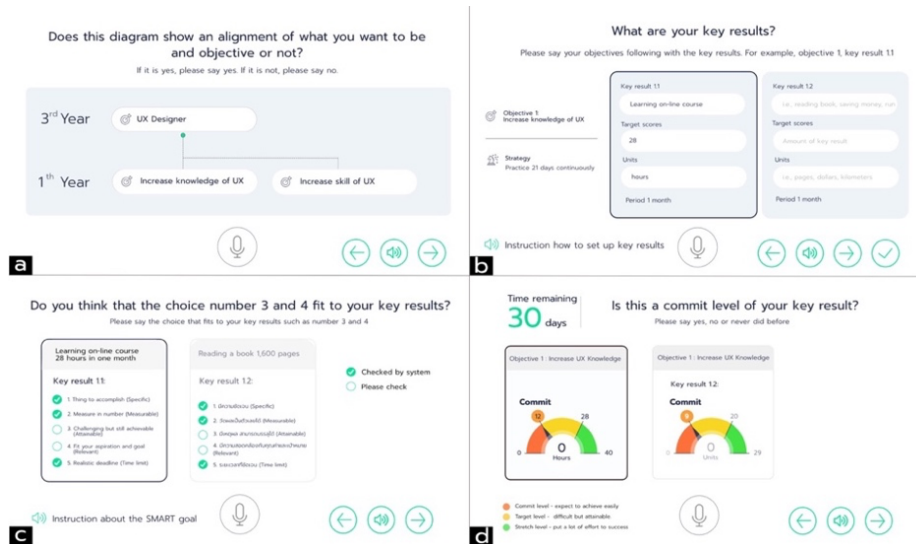 Does this diagram show an alignment of what you want to be
and objective or not?
If it is yes, please say yes. If it is not, please say no.
3rd Year
UX Designer
1th Year
Increase knowledge of UX
Increase skill of UX
a
What are your key results?
Please say your objectives following with the key results. For example, objective 1, key result 1.1
Objective 1
Increase knowledge of UX
Strategy
Practice 21 days continuously
Key result 1.1
Learning on-line course
Target scores
28
Units
hours
Period 1 month
Key result 1.2
i.e., reading book, saving money, run
Target scores
Amount of key result
Units
i.e., pages, dollars, kilometers
Period 1 month
Instruction how to set up key results
b
Do you think that the choice number 3 and 4 fit to your key results?
Please say the choice that fits to your key results such as number 3 and 4
Learning on-line course
28 hours in one month
Key result 1.1:
1. Thing to accomplish (Specific)
2. Measure in number (Measurable)
3. Challenging but still achievable
(Attainable)
4. Fit your aspiration and goal
(Relevant)
5. Realistic deadline (Time limit)
Reading a book 1,600 pages
Key result 1.2:
1. (Specific)
2. (Measurable)
3. (Attainable)
4.
(Relevant)
5. (Time limit)
Checked by system
Please check
Instruction about the SMART goal
c
Time remaining
30 days
Is this a commit level of your key result?
Please say yes, no or never did before
Objective 1 : Increase UX Knowledge
Commit
12
28
0
40
0
Hours
Objective 1 : Increase UX Knowledge
Key result 1.2:
Commit
9
20
0
29
0
Units
Commit level - expect to achieve easily
Target level - difficult but attainable
Stretch level - put a lot of effort to success
d